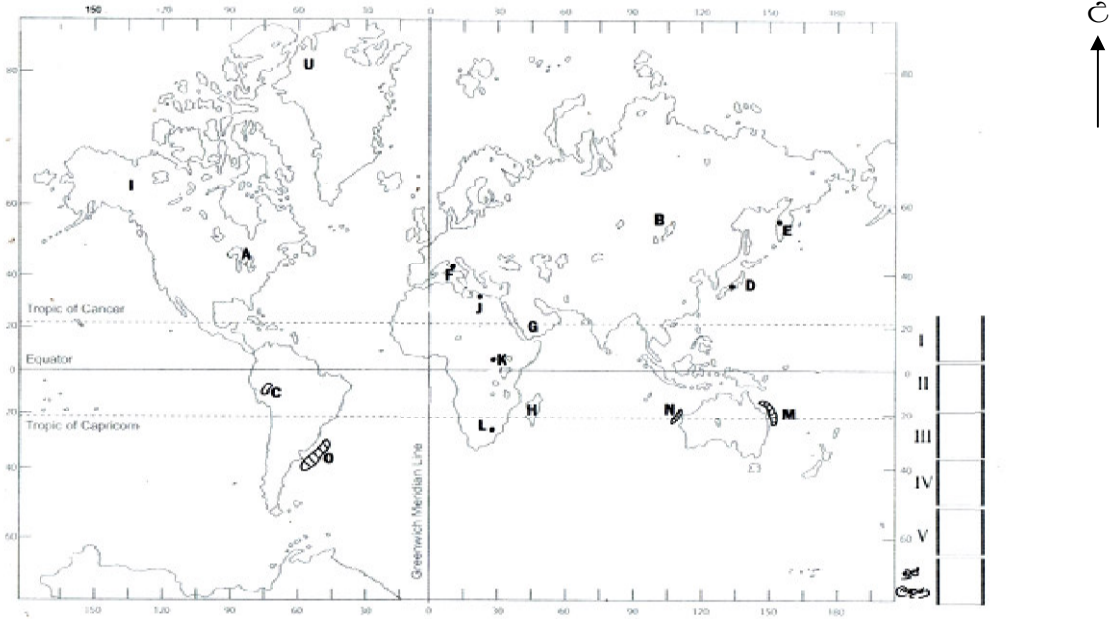 150 90 60 30 0 30 60 90 120 150 180
U
80 80
I
60 60
B
E
A
F
40 40
D
J
Tropic of Cancer
G
20 20
I
Equator
K
0 0
II
C
N H M
20 20
Tropic of Capricorn
L
III
O
40 40
IV
Greenwich Meridian Line
60 60
V
150 90 60 30 0 30 60 90 120 150 180